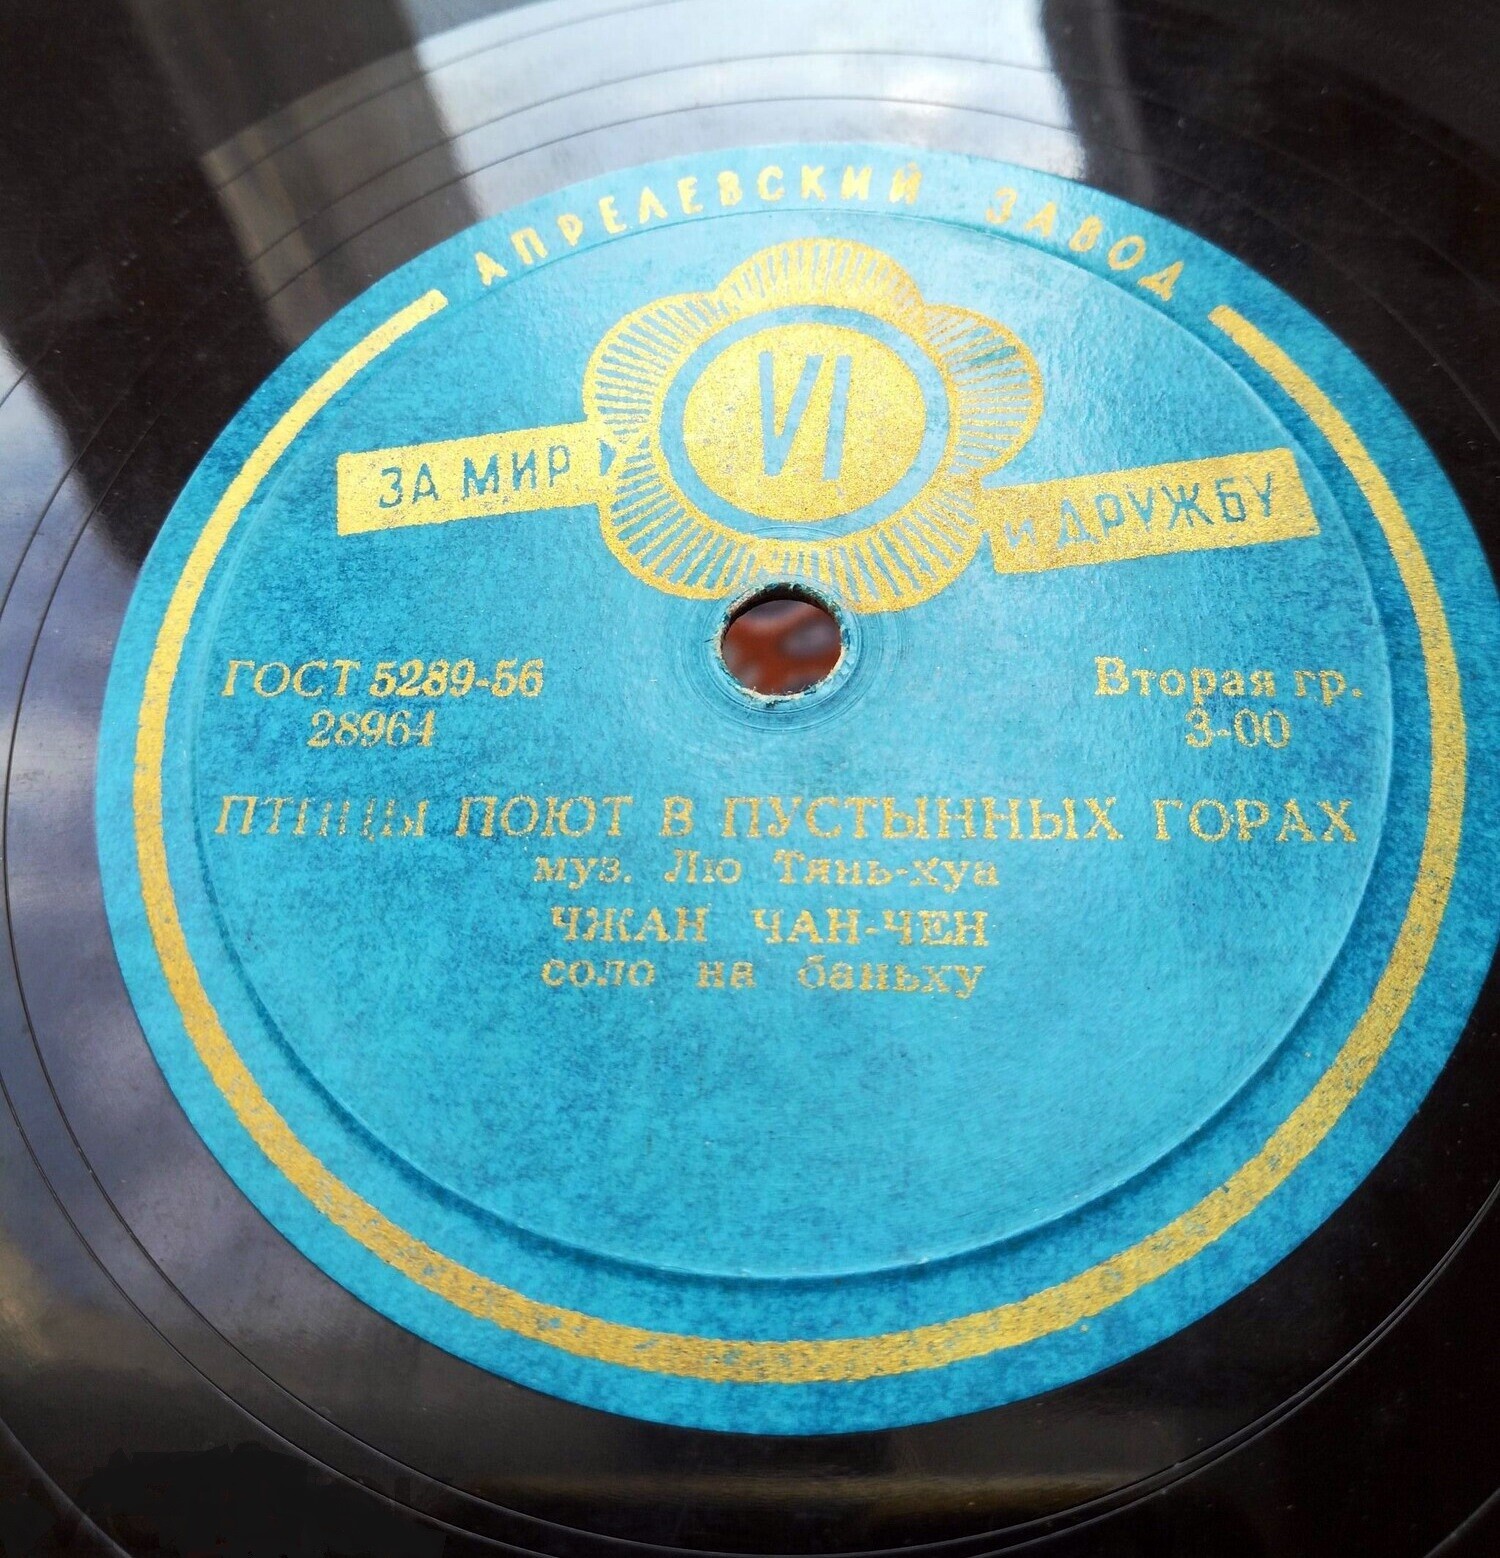 АПРЕЛЕВСКИЙ ЗАВОД
VI
ЗА МИР
И ДРУЖБУ
ГОСТ 5289-56
28964
Вторая гр.
3-00
ПТИЦЫ ПОЮТ В ПУСТЫННЫХ ГОРАХ
муз. Лю Тянь-хуа
ЧЖАН ЧАН-ЧЕН
соло на баньху